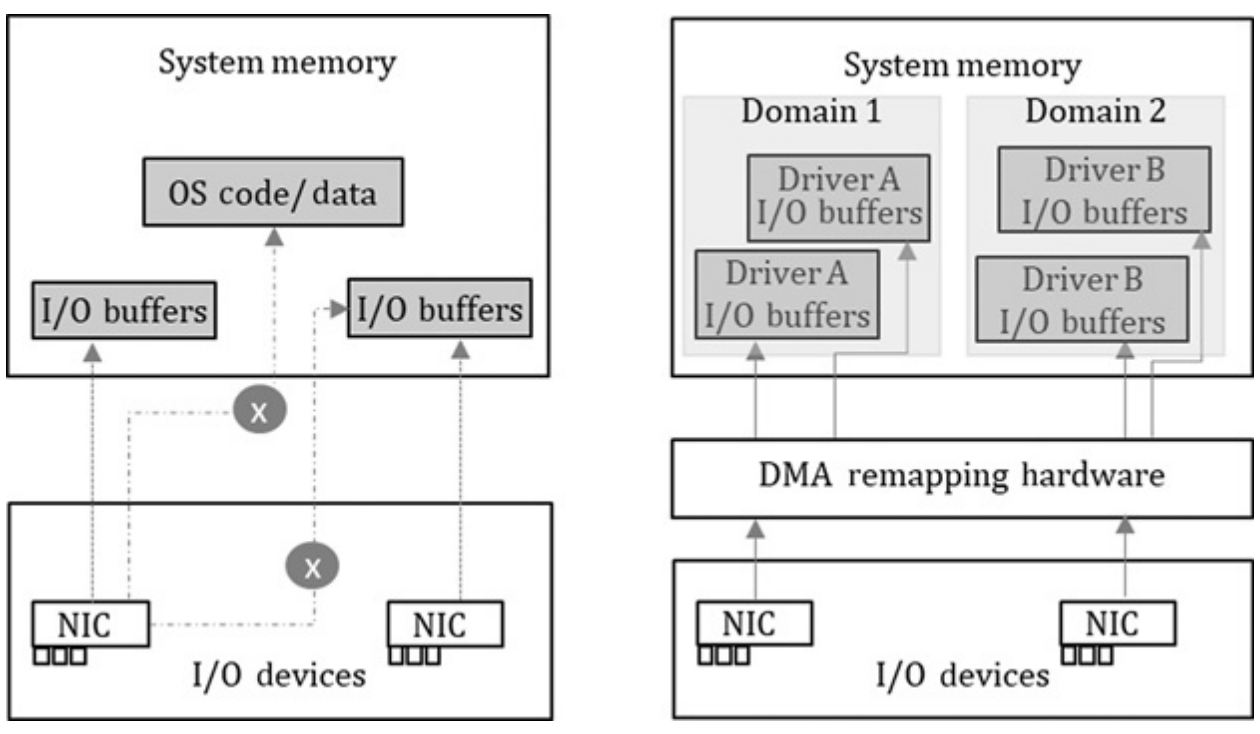 System memory
OS code/data
I/O buffers
I/O buffers
x
x
NIC
NIC
I/O devices
System memory
Domain 1
Domain 2
Driver A
I/O buffers
Driver B
I/O buffers
Driver A
I/O buffers
Driver B
I/O buffers
DMA remapping hardware
NIC
NIC
I/O devices